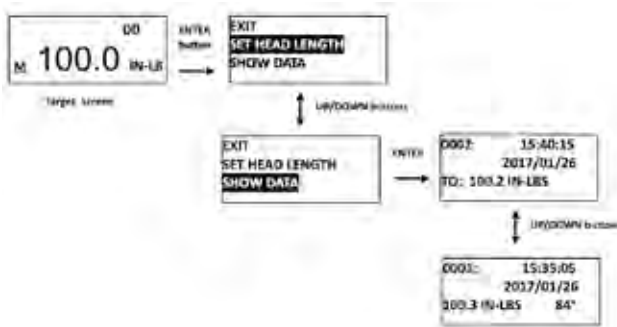 00
M 100.0 IN-LB
Target screen
ENTER
button
EXIT
SET HEAD LENGTH
SHOW DATA
UP/DOWN buttons
EXIT
SET HEAD LENGTH
SHOW DATA
ENTER
0002: 15:40:15
2017/01/26
TQ: 100.2 IN-LBS
UP/DOWN buttons
0001: 15:35:05
2017/01/26
100.3 IN-LBS 84°